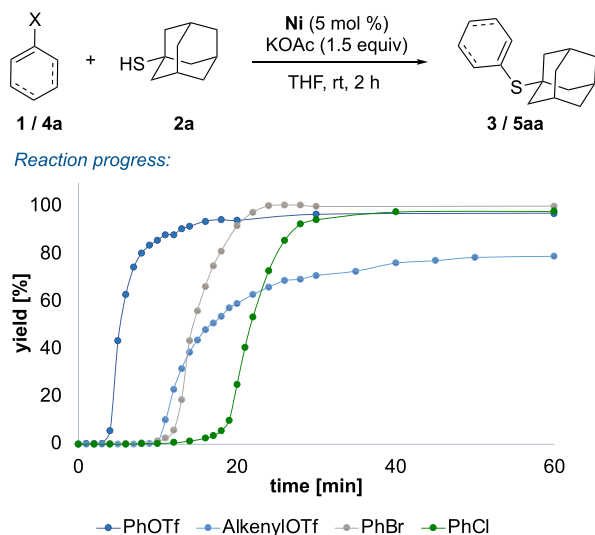 X
+
HS
Ni (5 mol %)
KOAc (1.5 equiv)
THF, rt, 2 h
S
1 / 4a
2a
3 / 5aa
Reaction progress:
yield [%]
100
80
60
40
20
0
0 20 40 60
time [min]
PhOTf AlkenylOTf PhBr PhCl